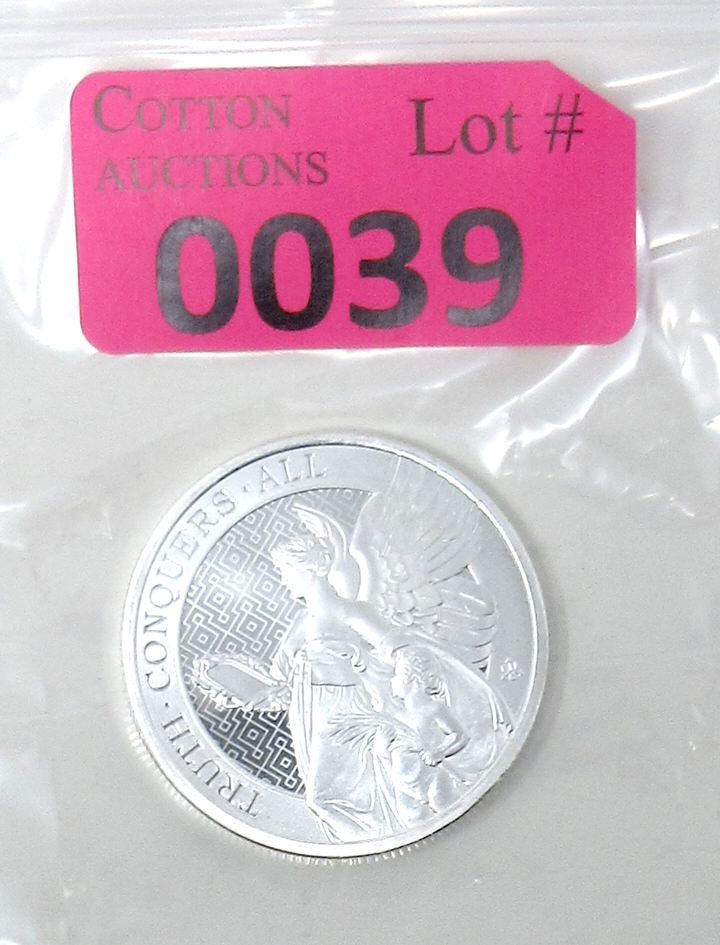 COTTON
AUCTIONS
Lot #
0039
TRUTH · CONQUERS · ALL